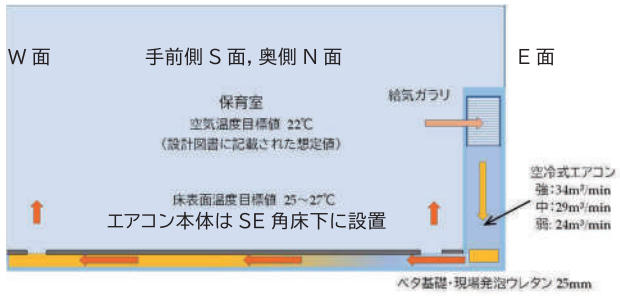 W 面
手前側 S 面, 奥側 N 面
E 面
保育室
空気温度目標値 22℃
(設計図書に記載された想定値)
給気ガラリ
床表面温度目標値 25～27℃
エアコン本体は SE 角床下に設置
空冷式エアコン
強:34m³/min
中:29m³/min
弱: 24m³/min
ベタ基礎・現場発泡ウレタン 25mm